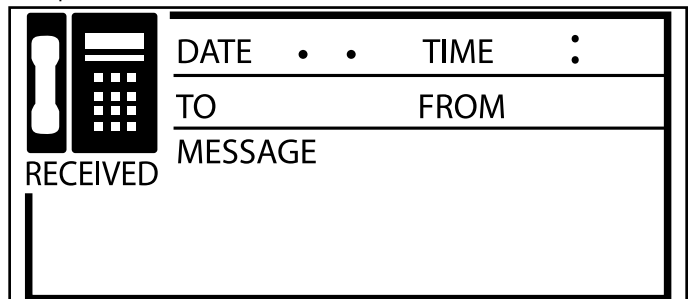 DATE . . TIME :
TO FROM
MESSAGE
RECEIVED